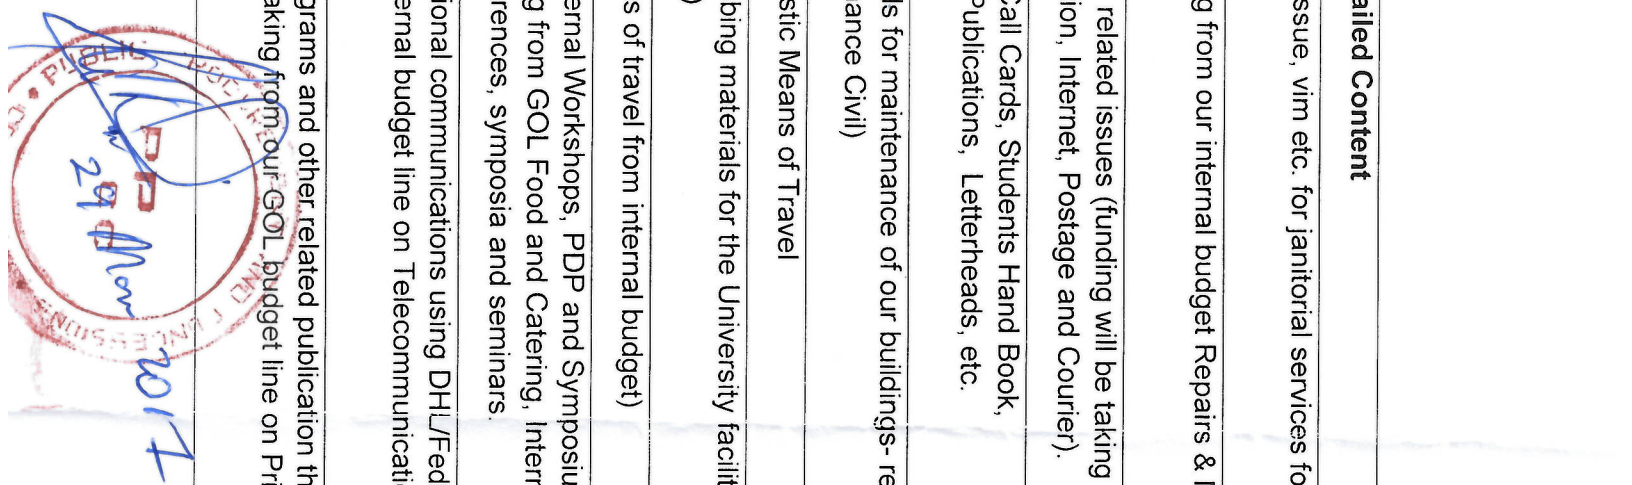 ailed Content
issue, vim etc. for janitorial services fo
g from our internal budget Repairs &
related issues (funding will be taking
ion, Internet, Postage and Courier).
Call Cards, Students Hand Book,
Publications, Letterheads, etc.
ls for maintenance of our buildings- re
ance Civil)
stic Means of Travel
bing materials for the University facilit
)
s of travel from internal budget)
ernal Workshops, PDP and Symposiu
g from GOL Food and Catering, Intern
rences, symposia and seminars.
ional communications using DHL/Fed
ernal budget line on Telecommunicati
grams and other related publication th
aking from our GOL budget line on Pri
PUBLIC
29 Mar 2017